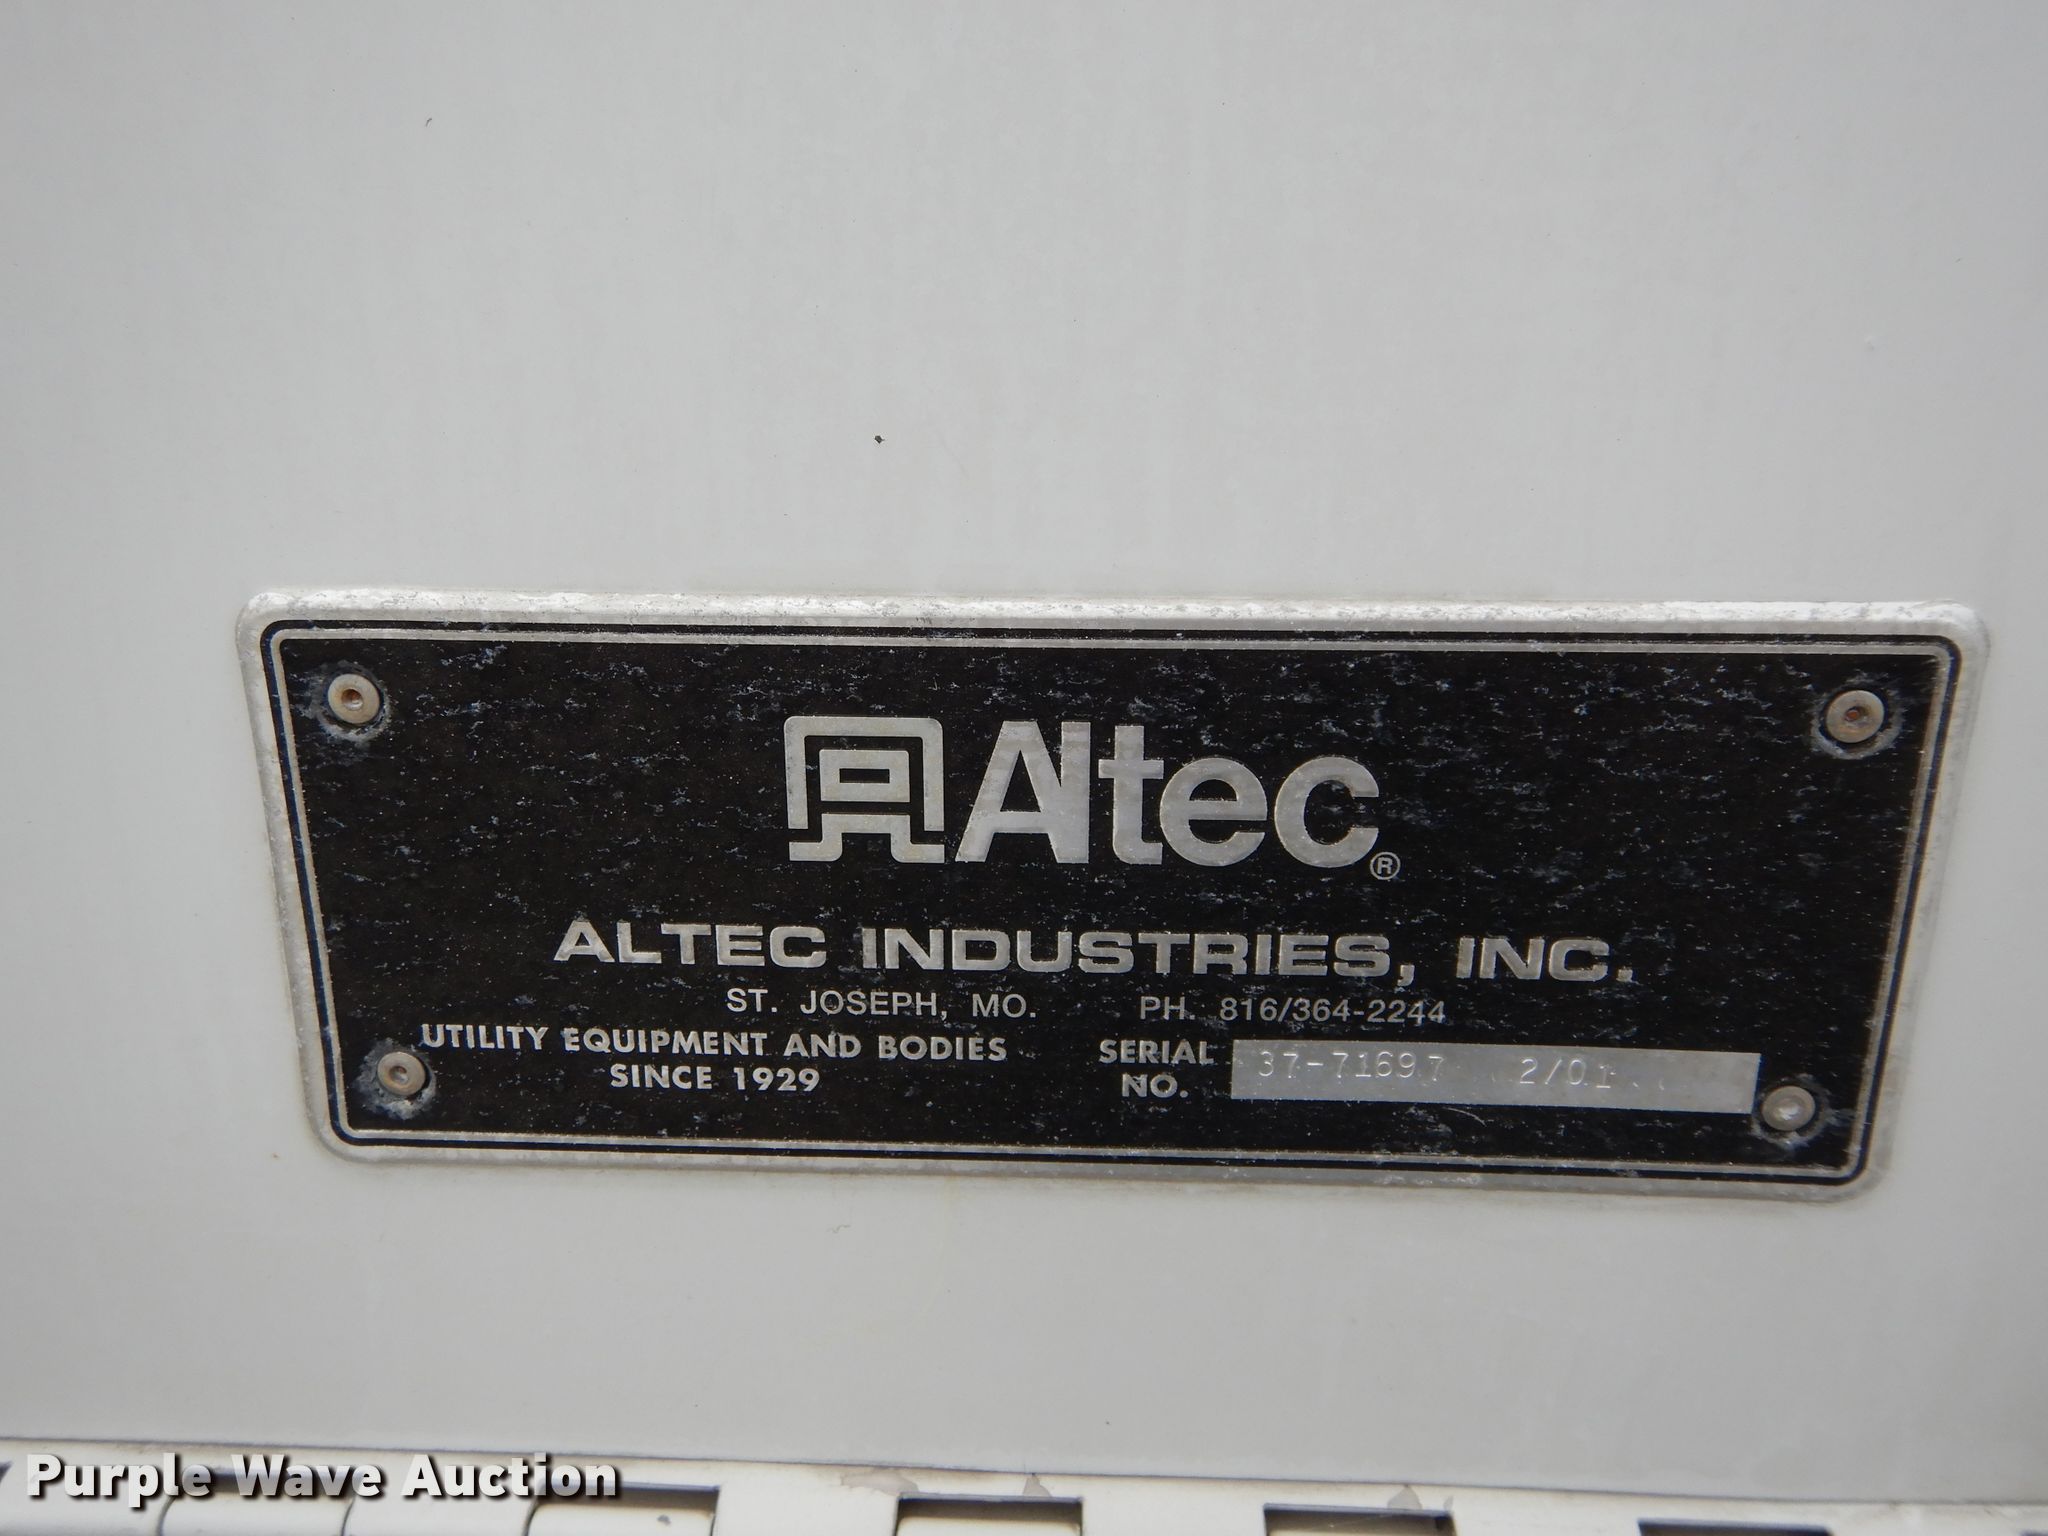 Altec®
ALTEC INDUSTRIES, INC.
ST. JOSEPH, MO. PH. 816/364-2244
UTILITY EQUIPMENT AND BODIES
SINCE 1929
SERIAL
NO.
37-71697 2/01
Purple Wave Auction